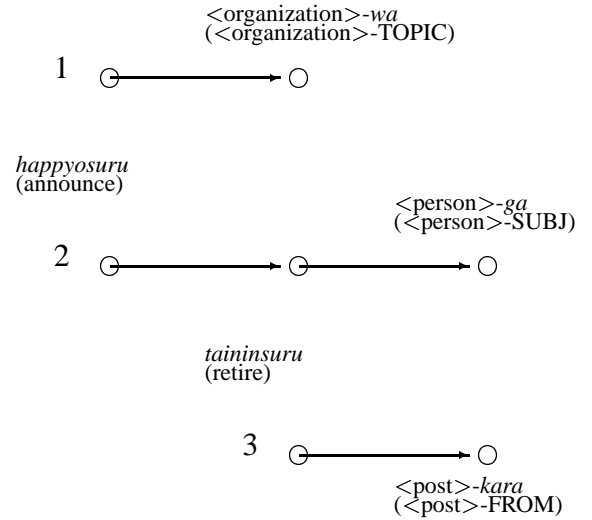 <organization>-wa
(<organization>-TOPIC)
1
happyosuru
(announce)
<person>-ga
(<person>-SUBJ)
2
taininsuru
(retire)
3
<post>-kara
(<post>-FROM)